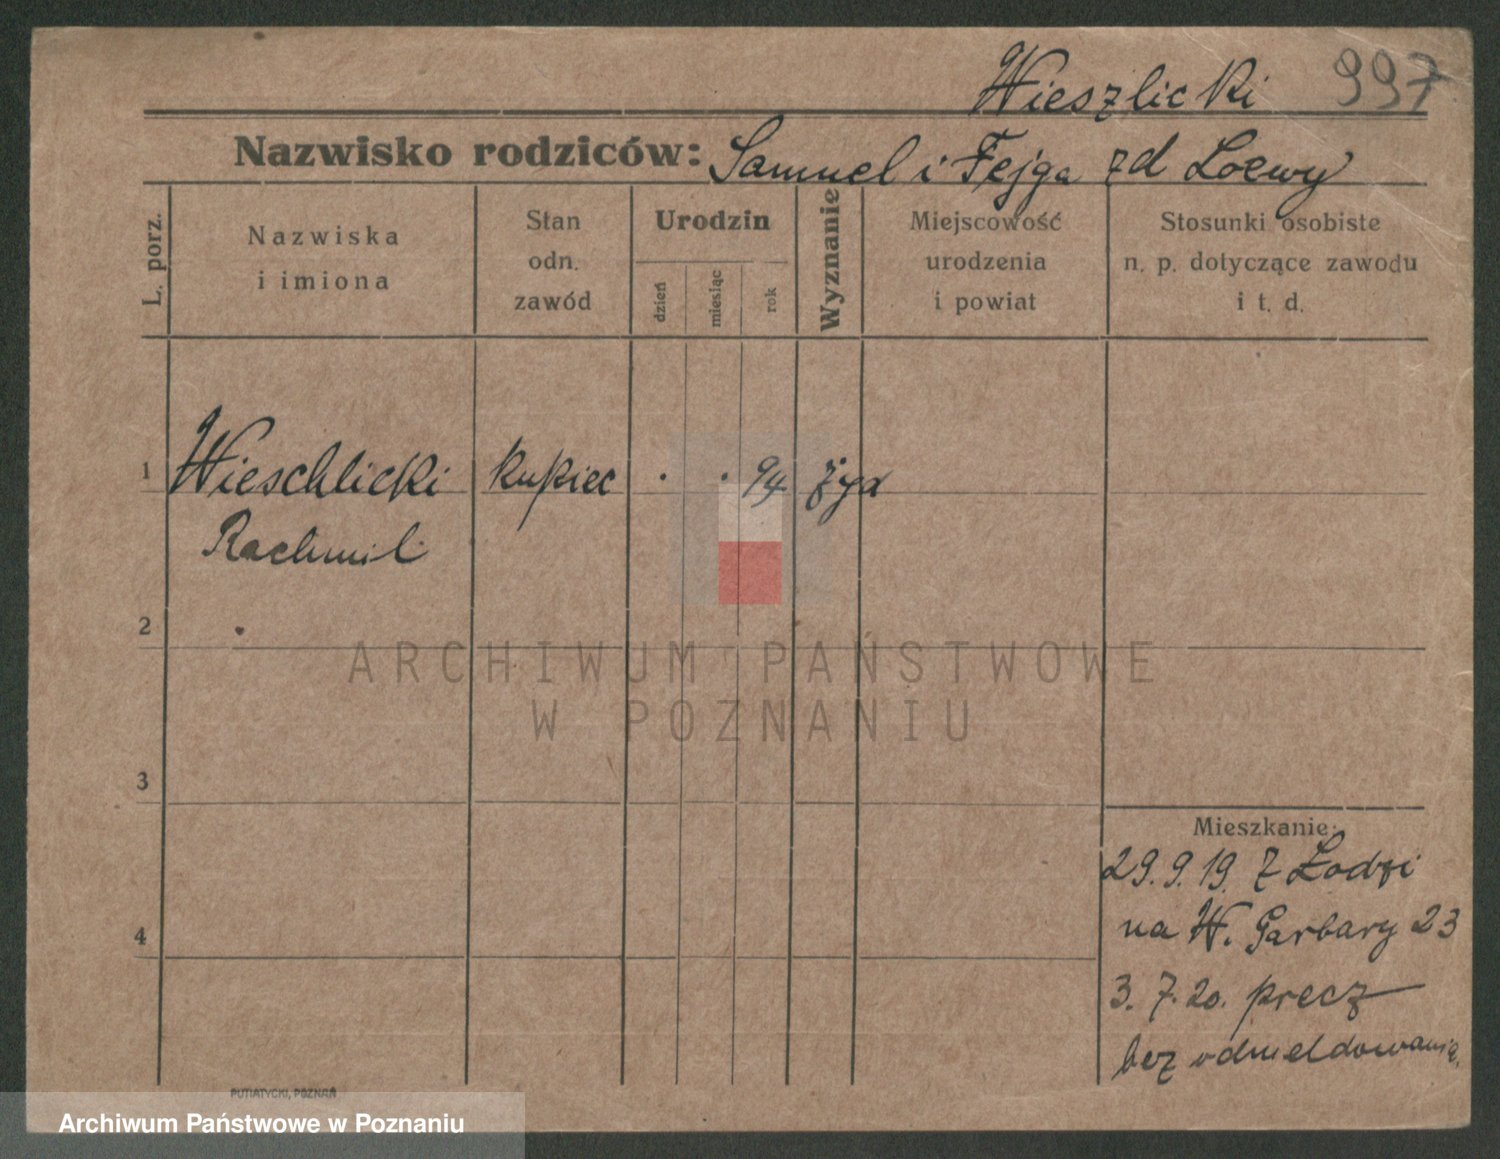 Wieszlicki 997
Nazwisko rodziców: Samuel i Fejga zd Loewy
L. porz.
Nazwiska
i imiona
Stan
odn.
zawód
Urodzin
dzień
miesiąc
rok
Wyznanie
Miejscowość
urodzenia
i powiat
Stosunki osobiste
n. p. dotyczące zawodu
i t. d.
1 Wieschlicki kupiec . . 94 żyd
Rachmil
2
3
4
Mieszkanie:
29.9.19 z Łodzi
na W. Garbary 23
3.7.20. precz
bez odmeldowania.
PUTIATYCKI, POZNAŃ
ARCHIWUM PAŃSTWOWE
W POZNANIU
Archiwum Państwowe w Poznaniu